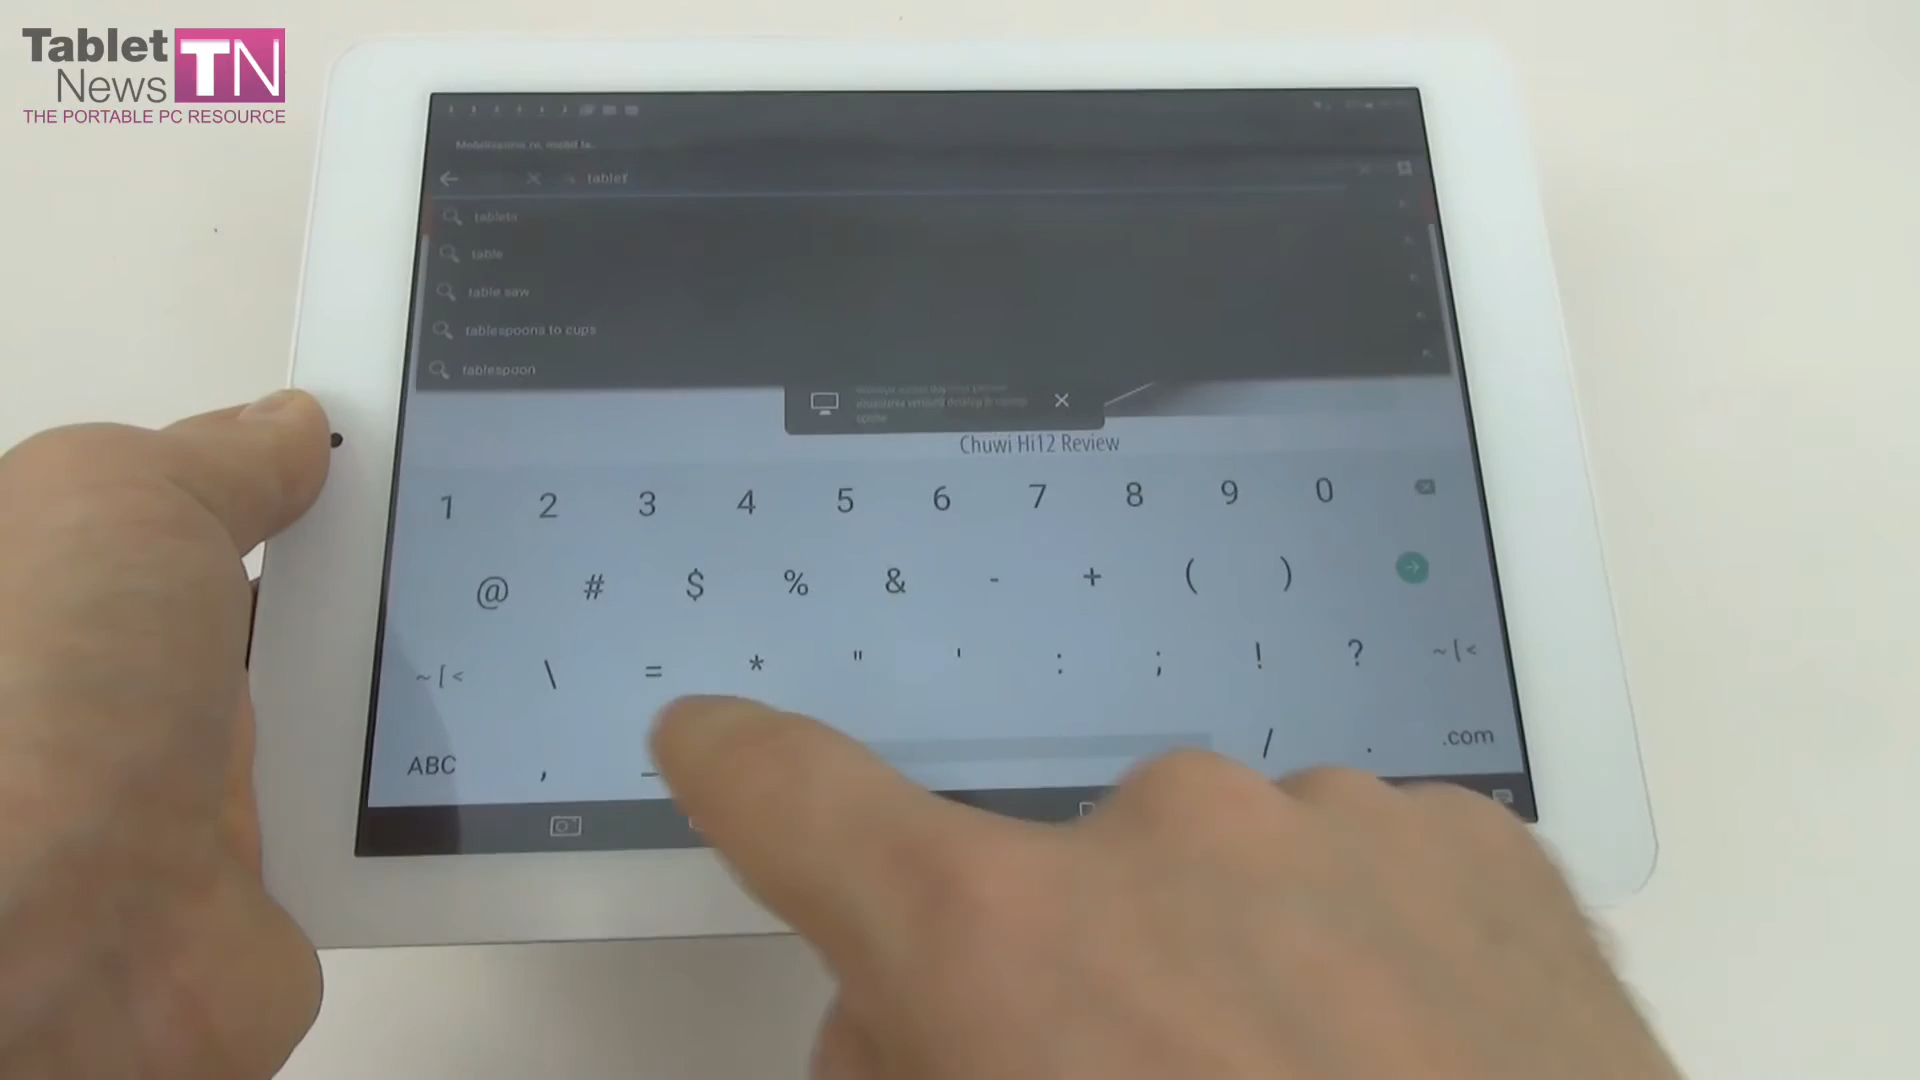 Tablet
News TN
THE PORTABLE PC RESOURCE
tablet
tablets
table
table saw
tablespoons to cups
tablespoon
Chuwi Hi12 Review
1 2 3 4 5 6 7 8 9 0
@ # $ % & - + ( )
~ [ < \ = * " ' : ; ! ? ~ [ <
ABC , _ / . .com